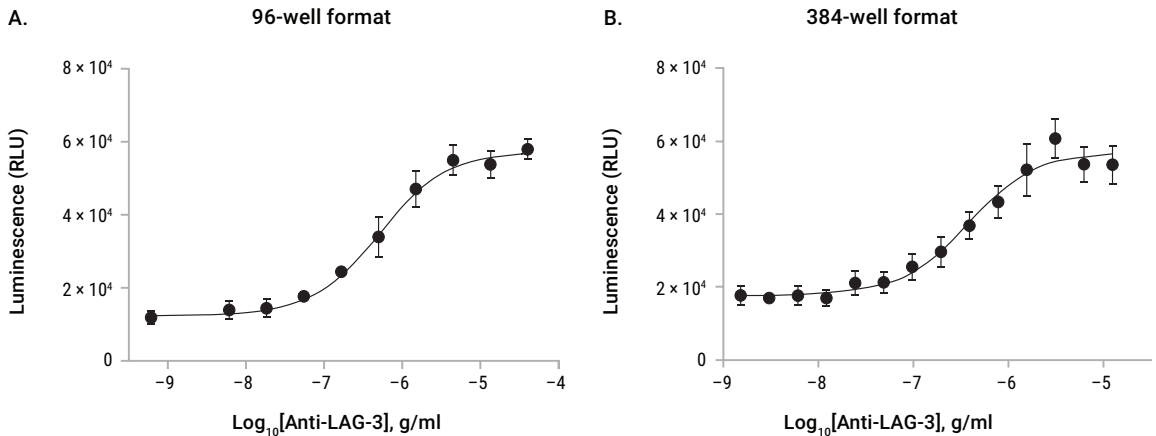 A.
96-well format
8 × 10⁴
6 × 10⁴
4 × 10⁴
2 × 10⁴
0
Luminescence (RLU)
−9
−8
−7
−6
−5
−4
Log₁₀[Anti-LAG-3], g/ml
B.
384-well format
8 × 10⁴
6 × 10⁴
4 × 10⁴
2 × 10⁴
0
Luminescence (RLU)
−9
−8
−7
−6
−5
Log₁₀[Anti-LAG-3], g/ml